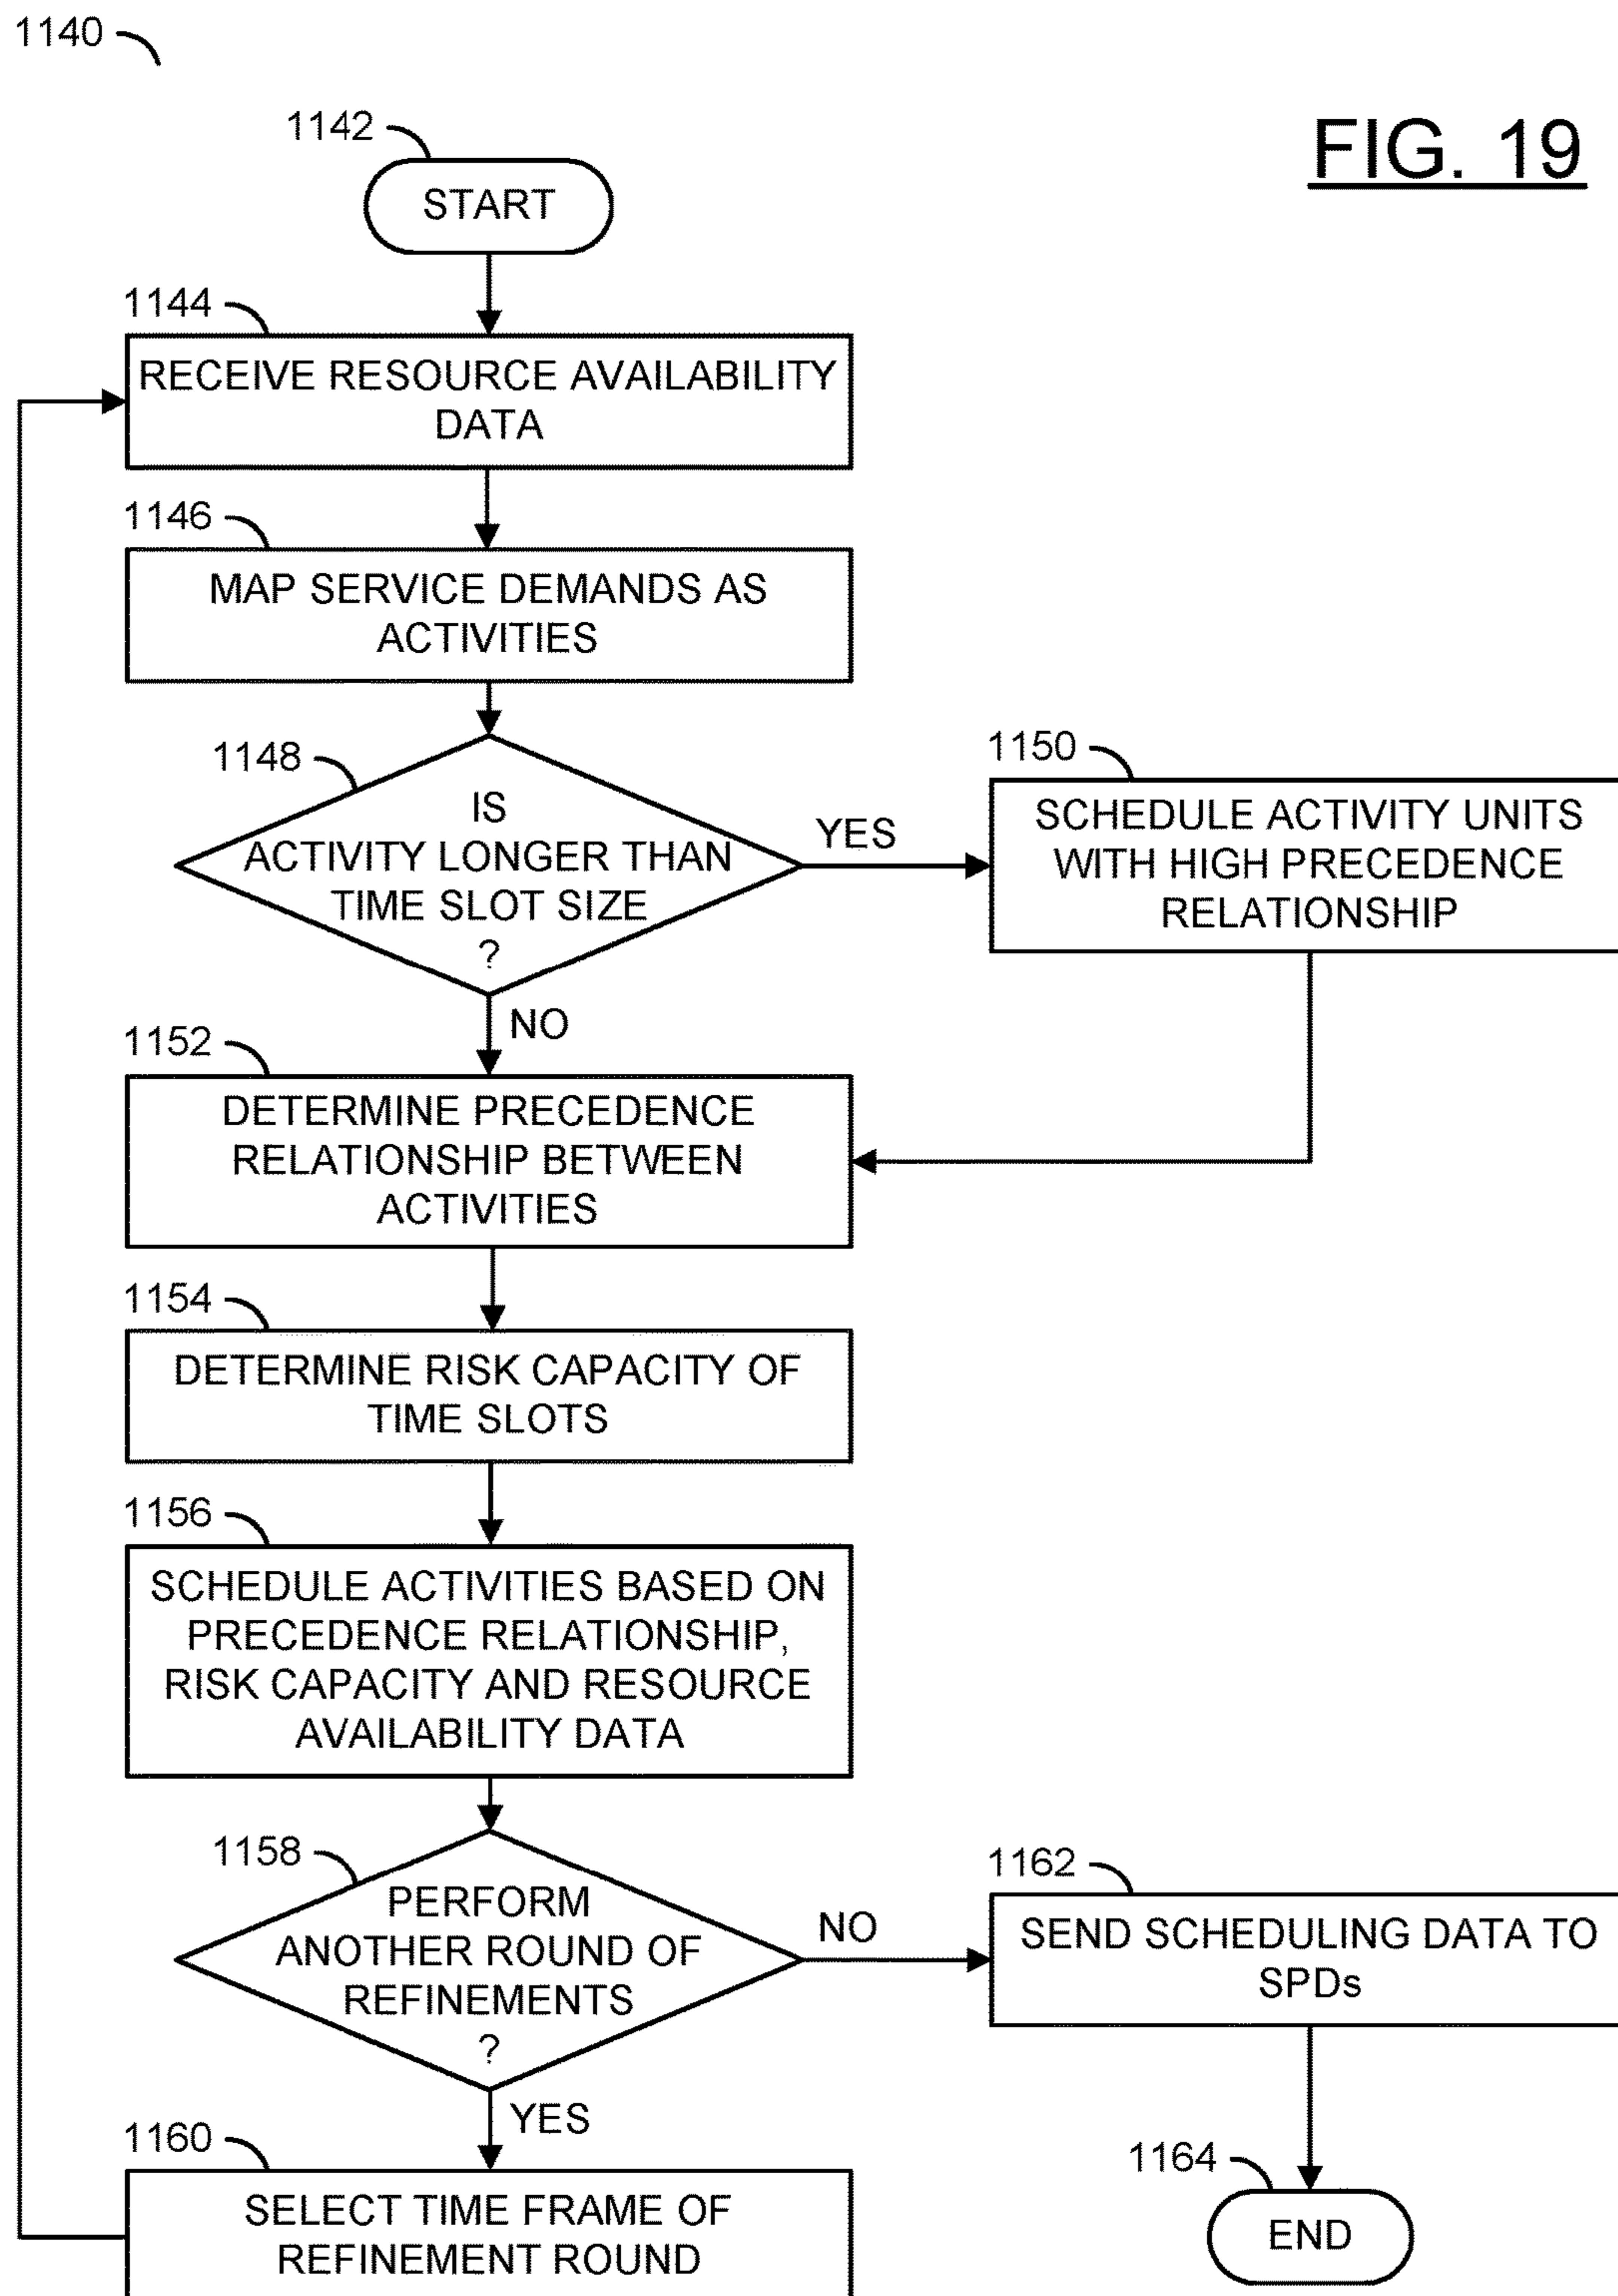 1140
FIG. 19
1142
START
1144
RECEIVE RESOURCE AVAILABILITY
DATA
1146
MAP SERVICE DEMANDS AS
ACTIVITIES
1148
IS
ACTIVITY LONGER THAN
TIME SLOT SIZE
?
YES
1150
SCHEDULE ACTIVITY UNITS
WITH HIGH PRECEDENCE
RELATIONSHIP
NO
1152
DETERMINE PRECEDENCE
RELATIONSHIP BETWEEN
ACTIVITIES
1154
DETERMINE RISK CAPACITY OF
TIME SLOTS
1156
SCHEDULE ACTIVITIES BASED ON
PRECEDENCE RELATIONSHIP,
RISK CAPACITY AND RESOURCE
AVAILABILITY DATA
1158
PERFORM
ANOTHER ROUND OF
REFINEMENTS
?
NO
1162
SEND SCHEDULING DATA TO
SPDs
YES
1160
SELECT TIME FRAME OF
REFINEMENT ROUND
1164
END